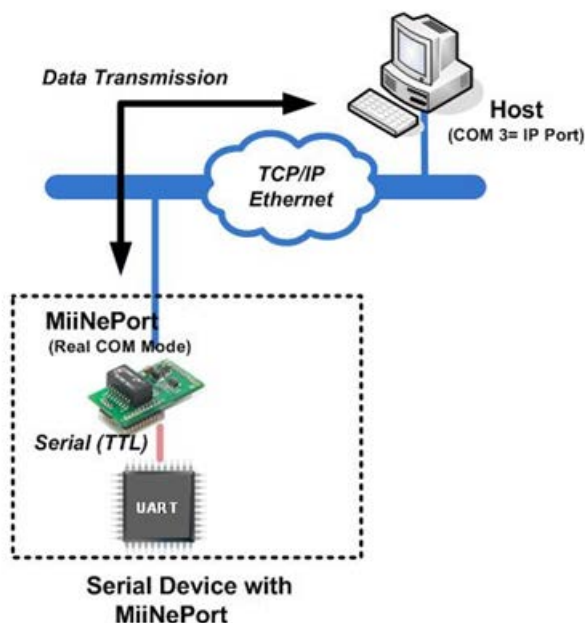 Data Transmission
Host
(COM 3= IP Port)
TCP/IP
Ethernet
MiiNePort
(Real COM Mode)
Serial (TTL)
UART
Serial Device with
MiiNePort